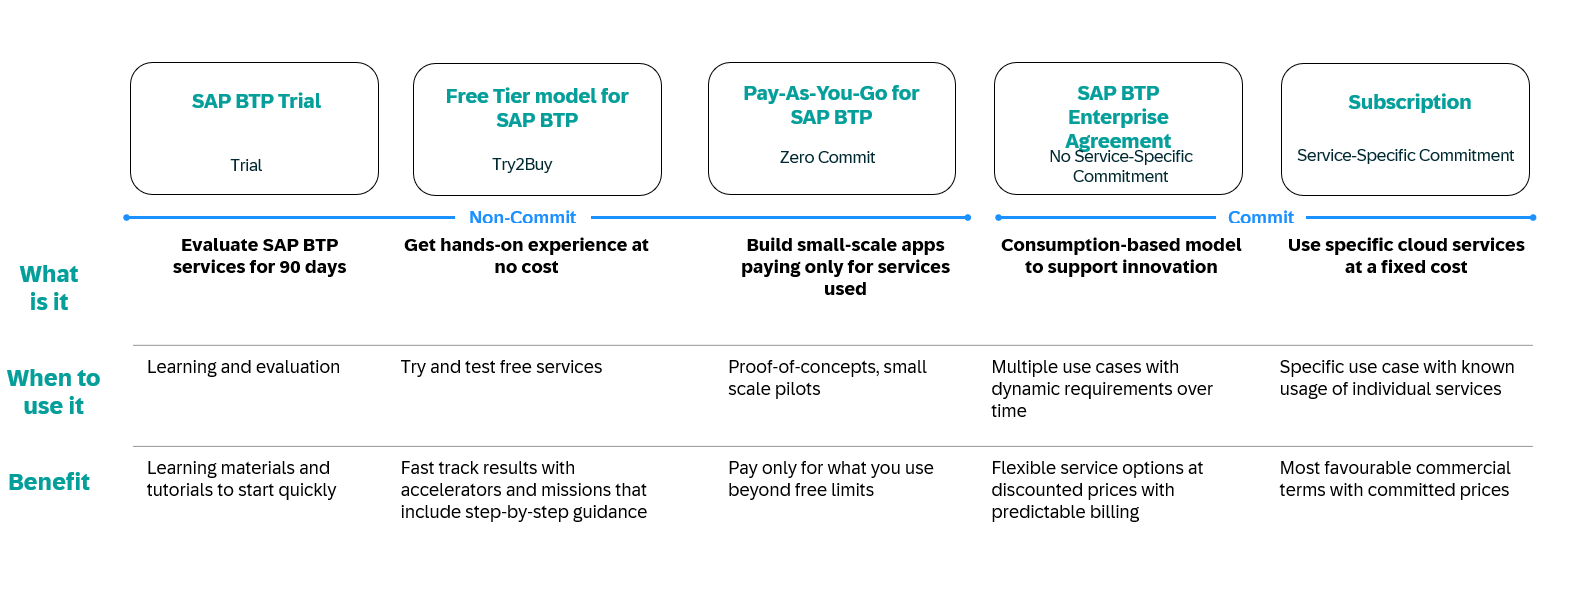 SAP BTP Trial
Trial
Free Tier model for
SAP BTP
Try2Buy
Pay-As-You-Go for
SAP BTP
Zero Commit
SAP BTP
Enterprise
Agreement
No Service-Specific
Commitment
Subscription
Service-Specific Commitment
Non-Commit
Commit
What
is it
Evaluate SAP BTP
services for 90 days
Get hands-on experience at
no cost
Build small-scale apps
paying only for services
used
Consumption-based model
to support innovation
Use specific cloud services
at a fixed cost
When to
use it
Learning and evaluation
Try and test free services
Proof-of-concepts, small
scale pilots
Multiple use cases with
dynamic requirements over
time
Specific use case with known
usage of individual services
Benefit
Learning materials and
tutorials to start quickly
Fast track results with
accelerators and missions that
include step-by-step guidance
Pay only for what you use
beyond free limits
Flexible service options at
discounted prices with
predictable billing
Most favourable commercial
terms with committed prices